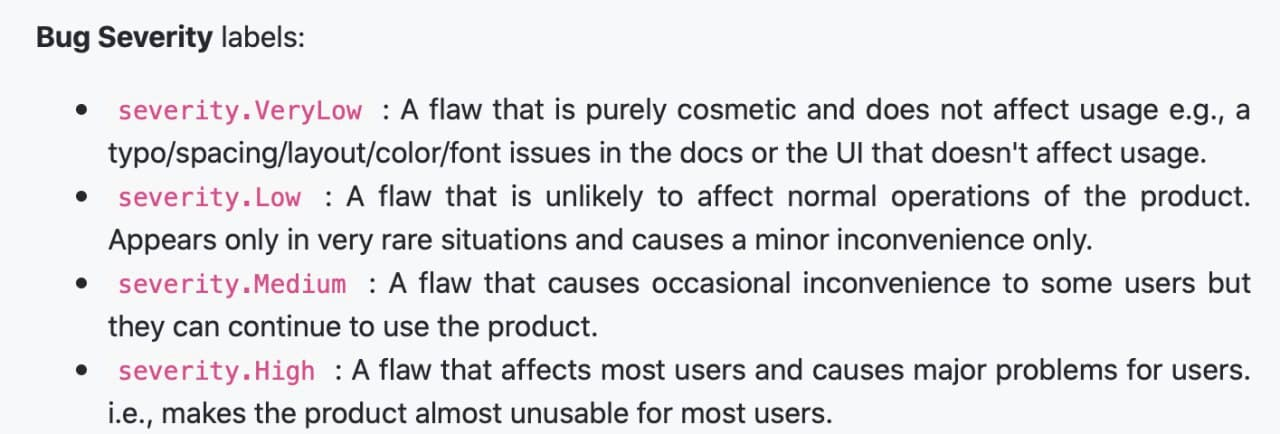 Bug Severity labels:
• severity.VeryLow : A flaw that is purely cosmetic and does not affect usage e.g., a
typo/spacing/layout/color/font issues in the docs or the UI that doesn't affect usage.
• severity.Low : A flaw that is unlikely to affect normal operations of the product.
Appears only in very rare situations and causes a minor inconvenience only.
• severity.Medium : A flaw that causes occasional inconvenience to some users but
they can continue to use the product.
• severity.High : A flaw that affects most users and causes major problems for users.
i.e., makes the product almost unusable for most users.